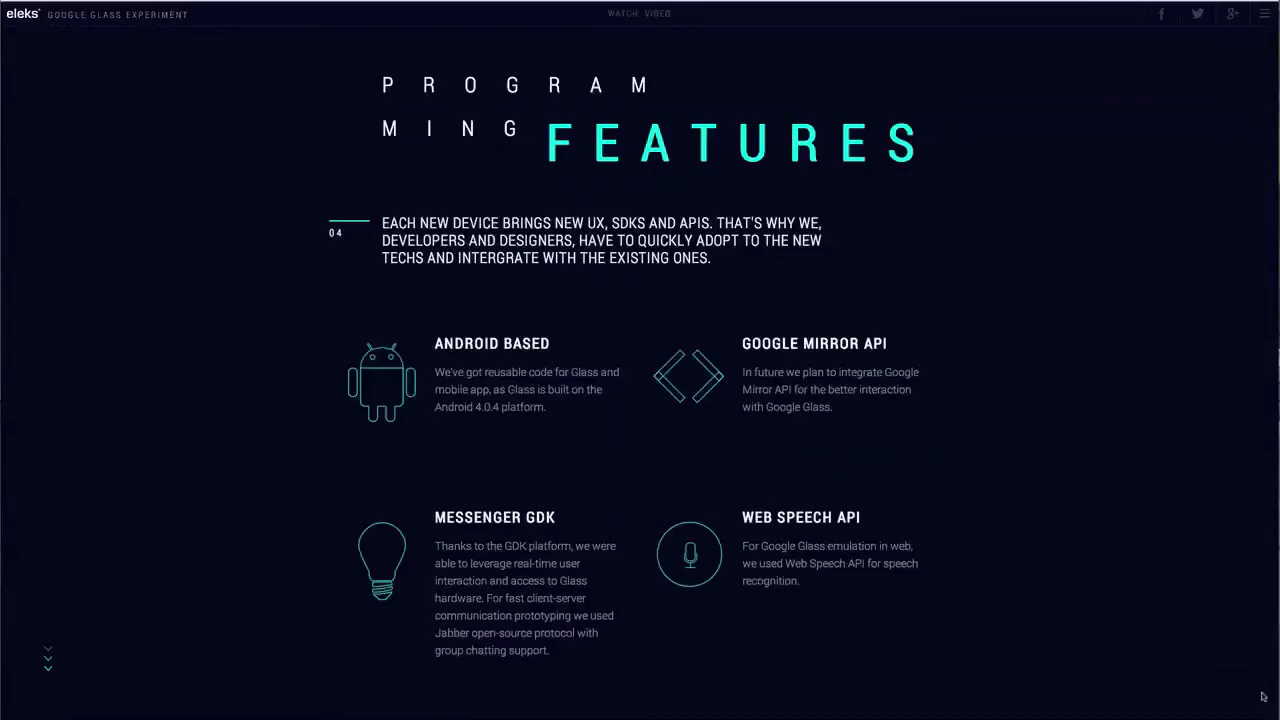 eleks GOOGLE GLASS EXPERIMENT
WATCH VIDEO
f
g+
PROGRAM
MING FEATURES
04
EACH NEW DEVICE BRINGS NEW UX, SDKS AND APIS. THAT'S WHY WE,
DEVELOPERS AND DESIGNERS, HAVE TO QUICKLY ADOPT TO THE NEW
TECHS AND INTERGRATE WITH THE EXISTING ONES.
ANDROID BASED
We've got reusable code for Glass and
mobile app, as Glass is built on the
Android 4.0.4 platform.
GOOGLE MIRROR API
In future we plan to integrate Google
Mirror API for the better interaction
with Google Glass.
MESSENGER GDK
Thanks to the GDK platform, we were
able to leverage real-time user
interaction and access to Glass
hardware. For fast client-server
communication prototyping we used
Jabber open-source protocol with
group chatting support.
WEB SPEECH API
For Google Glass emulation in web,
we used Web Speech API for speech
recognition.